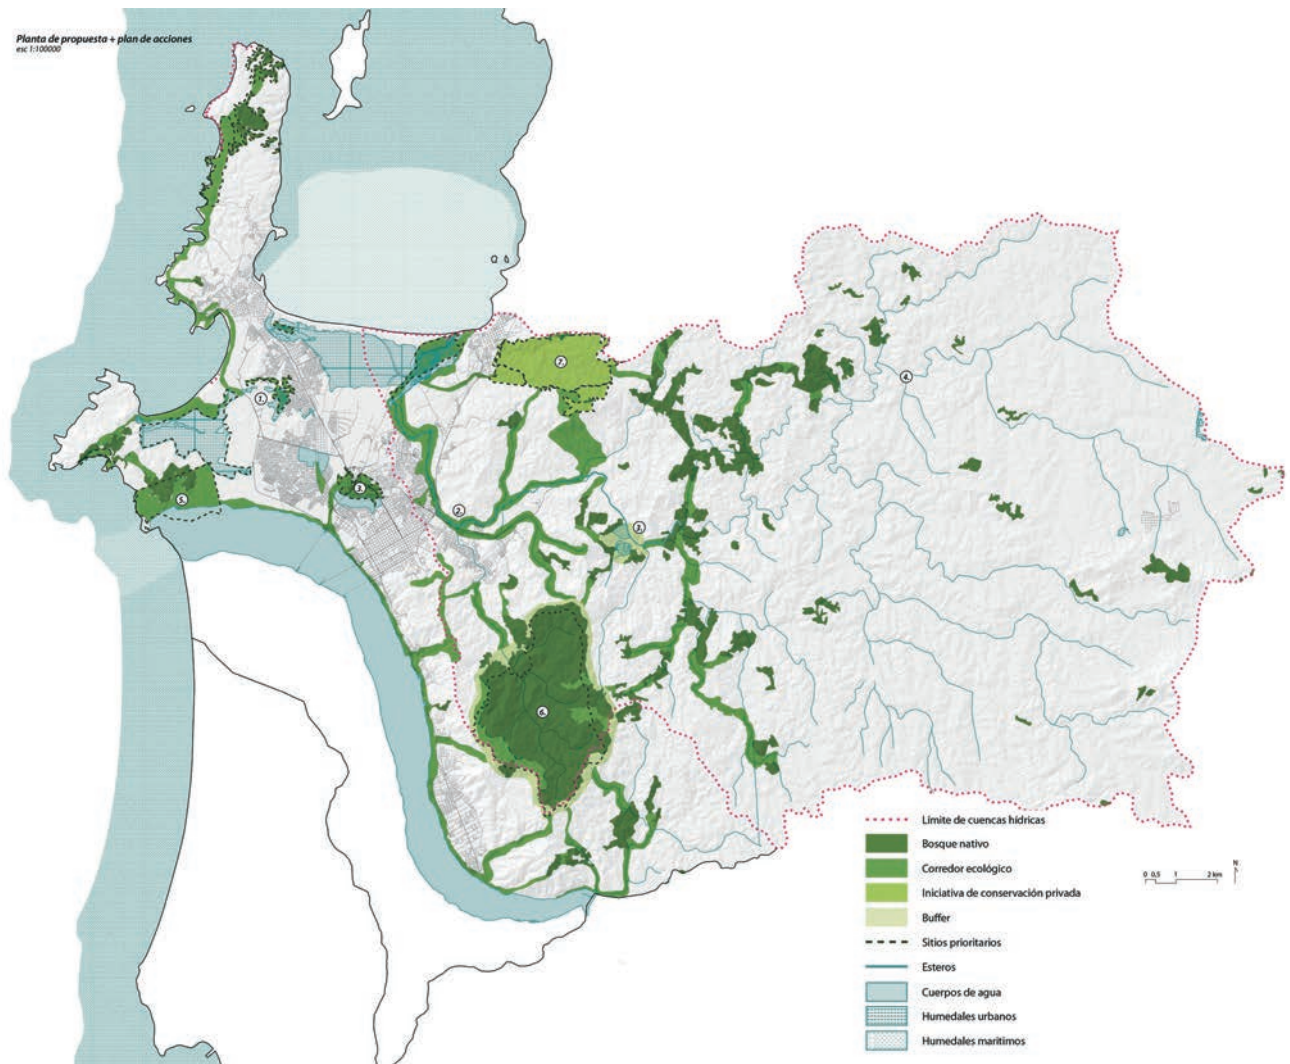 Planta de propuesta + plan de acciones
esc 1:100000
7.
1.
4.
3.
5.
2.
3.
6.
Límite de cuencas hídricas
Bosque nativo
Corredor ecológico
Iniciativa de conservación privada
Buffer
Sitios prioritarios
Esteros
Cuerpos de agua
Humedales urbanos
Humedales marítimos
0 0,5 1 2 km
N